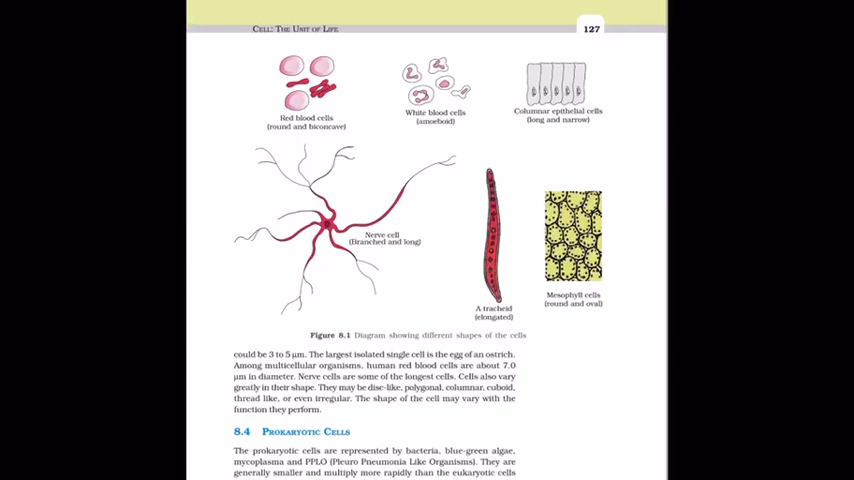 CELL: THE UNIT OF LIFE
127
Red blood cells
(round and biconcave)
White blood cells
(amoeboid)
Columnar epithelial cells
(long and narrow)
Nerve cell
(Branched and long)
A tracheid
(elongated)
Mesophyll cells
(round and oval)
Figure 8.1 Diagram showing different shapes of the cells
could be 3 to 5 μm. The largest isolated single cell is the egg of an ostrich.
Among multicellular organisms, human red blood cells are about 7.0
μm in diameter. Nerve cells are some of the longest cells. Cells also vary
greatly in their shape. They may be disc-like, polygonal, columnar, cuboid,
thread like, or even irregular. The shape of the cell may vary with the
function they perform.
8.4 PROKARYOTIC CELLS
The prokaryotic cells are represented by bacteria, blue-green algae,
mycoplasma and PPLO (Pleuro Pneumonia Like Organisms). They are
generally smaller and multiply more rapidly than the eukaryotic cells